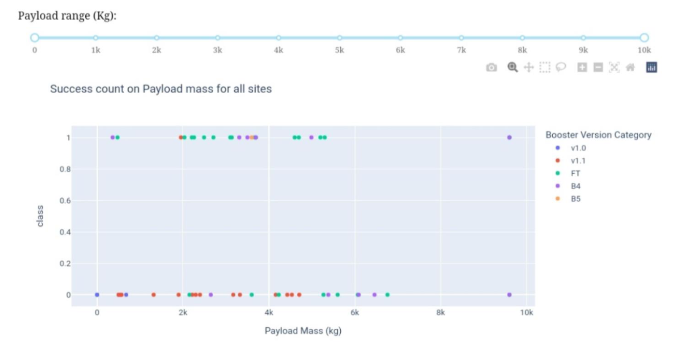 Payload range (Kg):
0 1k 2k 3k 4k 5k 6k 7k 8k 9k 10k
Success count on Payload mass for all sites
Booster Version Category
v1.0
v1.1
FT
B4
B5
class
1
0.8
0.6
0.4
0.2
0
0 2k 4k 6k 8k 10k
Payload Mass (kg)